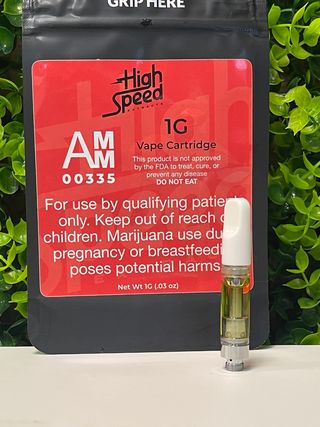 GRIP HERE
High
Speed
1G
Vape Cartridge
AMM
00335
This product is not approved
by the FDA to treat, cure, or
prevent any disease
DO NOT EAT
For use by qualifying
only. Keep out of reach
children. Marijuana use
pregnancy or
poses potential harms
Net Wt 1G (.03 oz)